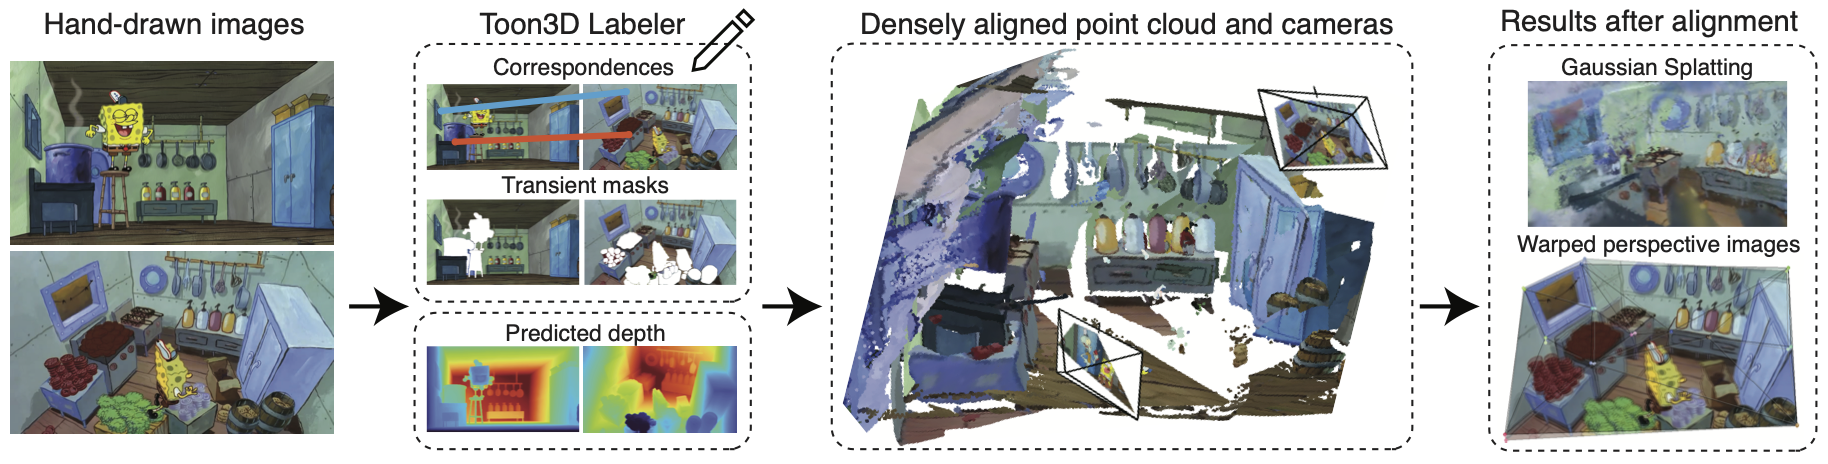 Hand-drawn images
Toon3D Labeler
Correspondences
Transient masks
Predicted depth
Densely aligned point cloud and cameras
Results after alignment
Gaussian Splatting
Warped perspective images